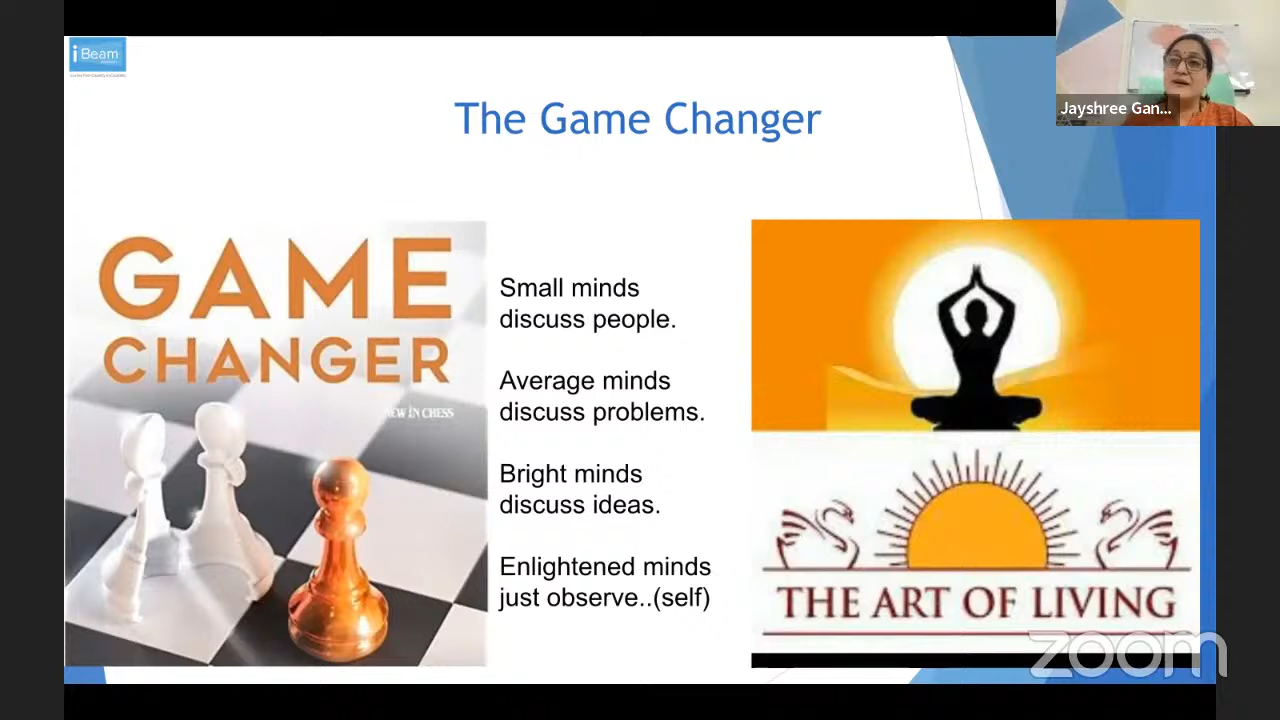 i Beam
The Game Changer
Jayshree Gan...
GAME
CHANGER
NEW IN CHESS
Small minds
discuss people.
Average minds
discuss problems.
Bright minds
discuss ideas.
Enlightened minds
just observe..(self)
THE ART OF LIVING
zoom